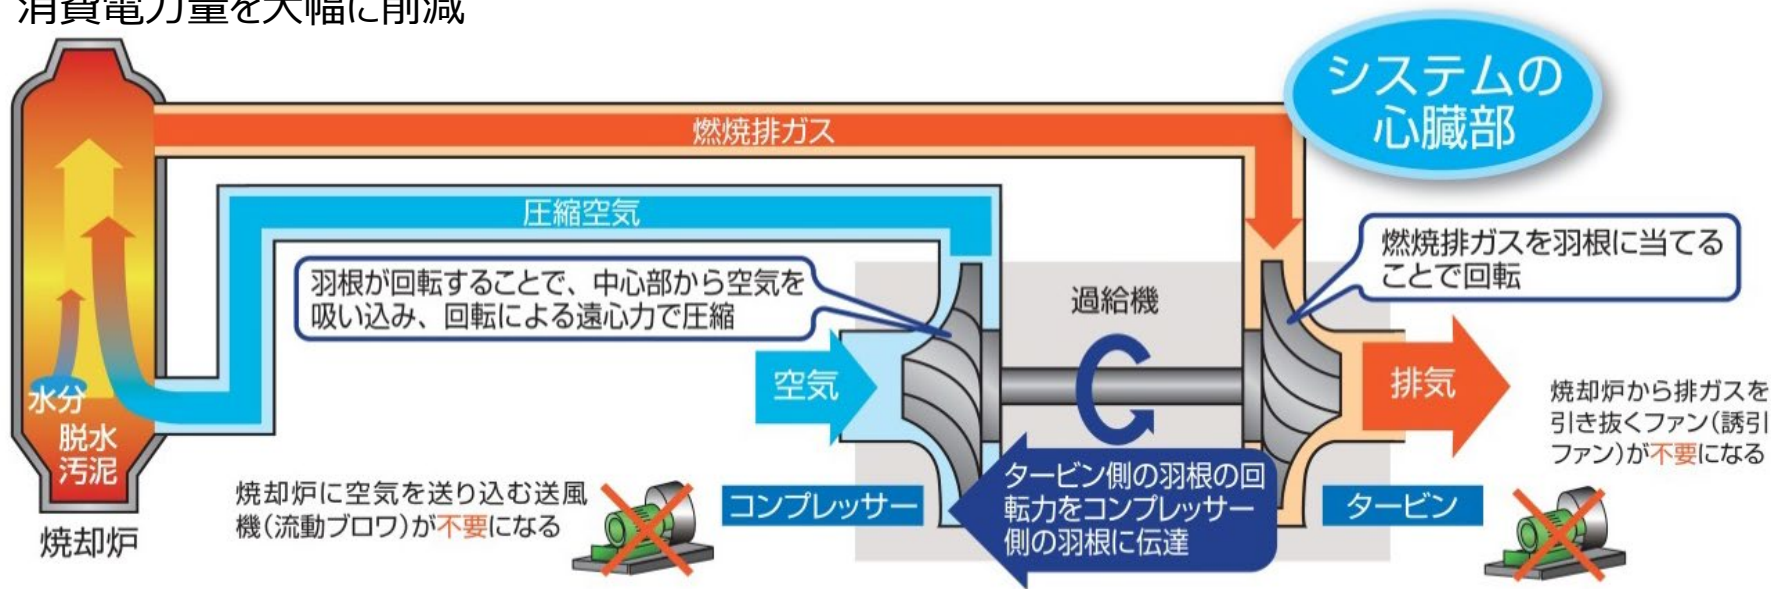 消費電力量を大幅に削減
システムの
心臓部
燃焼排ガス
圧縮空気
燃焼排ガスを羽根に当てる
ことで回転
羽根が回転することで、中心部から空気を
吸い込み、回転による遠心力で圧縮
過給機
空気
排気
水分
脱水
汚泥
焼却炉
焼却炉から排ガスを
引き抜くファン(誘引
ファン)が不要になる
タービン側の羽根の回
転力をコンプレッサー
側の羽根に伝達
焼却炉に空気を送り込む送風
機(流動ブロワ)が不要になる
コンプレッサー
タービン